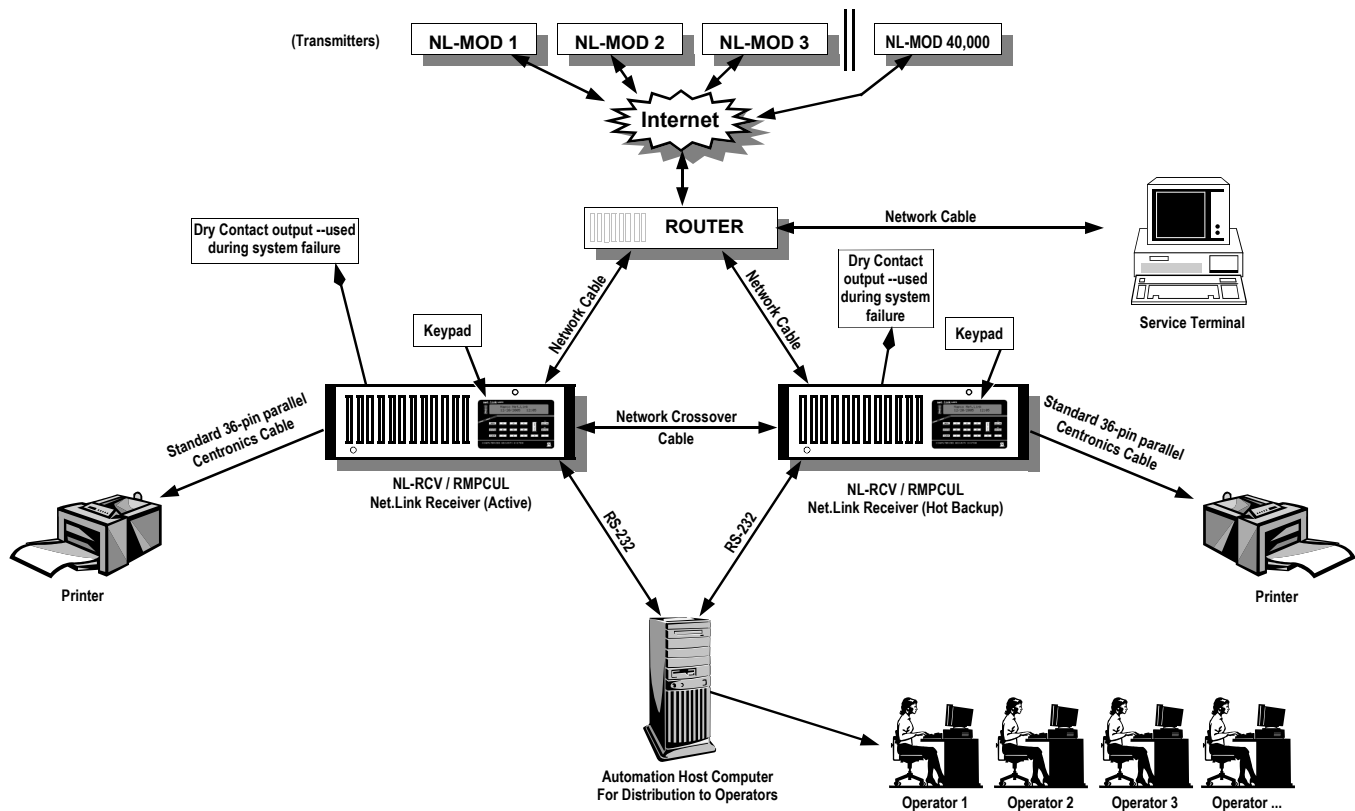 (Transmitters)
NL-MOD 1
NL-MOD 2
NL-MOD 3
NL-MOD 40,000
Internet
ROUTER
Network Cable
Service Terminal
Dry Contact output --used
during system failure
Dry Contact
output --used
during system
failure
Network Cable
Network Cable
Keypad
Keypad
Network Crossover
Cable
Standard 36-pin parallel
Centronics Cable
Standard 36-pin parallel
Centronics Cable
NL-RCV / RMPCUL
Net.Link Receiver (Active)
NL-RCV / RMPCUL
Net.Link Receiver (Hot Backup)
RS-232
RS-232
Printer
Printer
Automation Host Computer
For Distribution to Operators
Operator 1
Operator 2
Operator 3
Operator ...